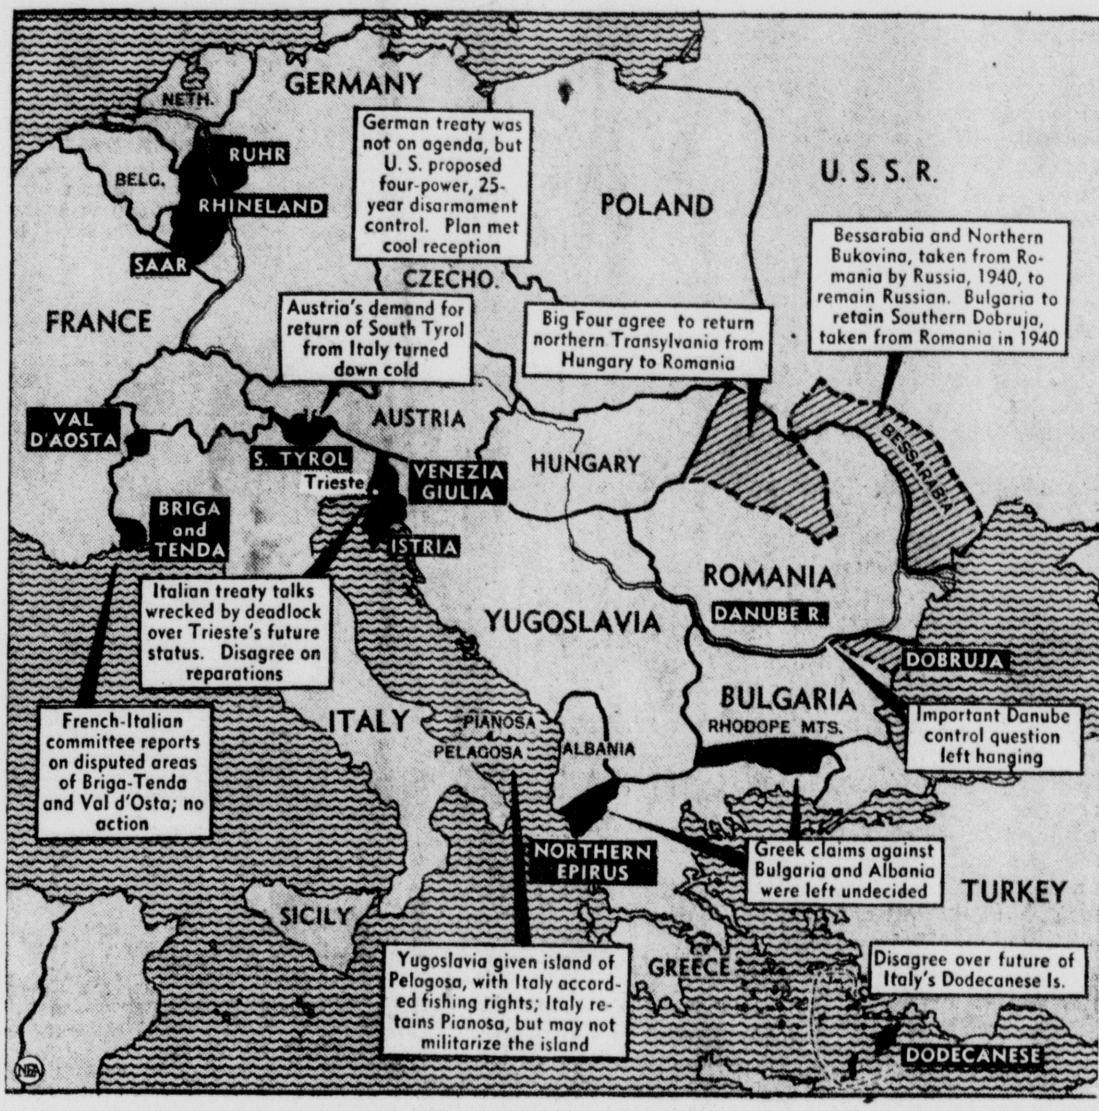 GERMANY
NETH.
RUHR
BELG.
RHINELAND
SAAR
FRANCE
German treaty was
not on agenda, but
U. S. proposed
four-power, 25-
year disarmament
control. Plan met
cool reception
POLAND
U. S. S. R.
CZECHO.
Bessarabia and Northern
Bukovina, taken from Ro-
mania by Russia, 1940, to
remain Russian. Bulgaria to
retain Southern Dobruja,
taken from Romania in 1940
Austria's demand for
return of South Tyrol
from Italy turned
down cold
Big Four agree to return
northern Transylvania from
Hungary to Romania
VAL
D'AOSTA
AUSTRIA
S. TYROL
Trieste
VENEZIA
GIULIA
HUNGARY
BESSARABIA
BRIGA
and
TENDA
ISTRIA
Italian treaty talks
wrecked by deadlock
over Trieste's future
status. Disagree on
reparations
ROMANIA
DANUBE R.
YUGOSLAVIA
DOBRUJA
BULGARIA
RHODOPE MTS.
Important Danube
control question
left hanging
French-Italian
committee reports
on disputed areas
of Briga-Tenda
and Val d'Osta; no
action
ITALY
PIANOSA
PELAGOSA
ALBANIA
NORTHERN
EPIRUS
Greek claims against
Bulgaria and Albania
were left undecided
TURKEY
SICILY
Yugoslavia given island of
Pelagosa, with Italy accord-
ed fishing rights; Italy re-
tains Pianosa, but may not
militarize the island
GREECE
Disagree over future of
Italy's Dodecanese Is.
DODECANESE
NEA